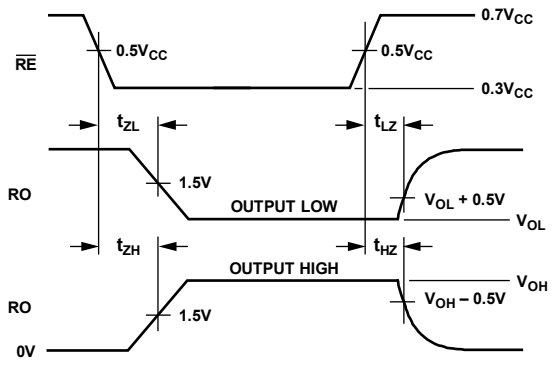 0.7VCC
RE
0.5VCC
0.5VCC
0.3VCC
tZL
tLZ
RO
1.5V
OUTPUT LOW
VOL + 0.5V
VOL
tZH
tHZ
OUTPUT HIGH
VOH
RO
1.5V
VOH – 0.5V
0V